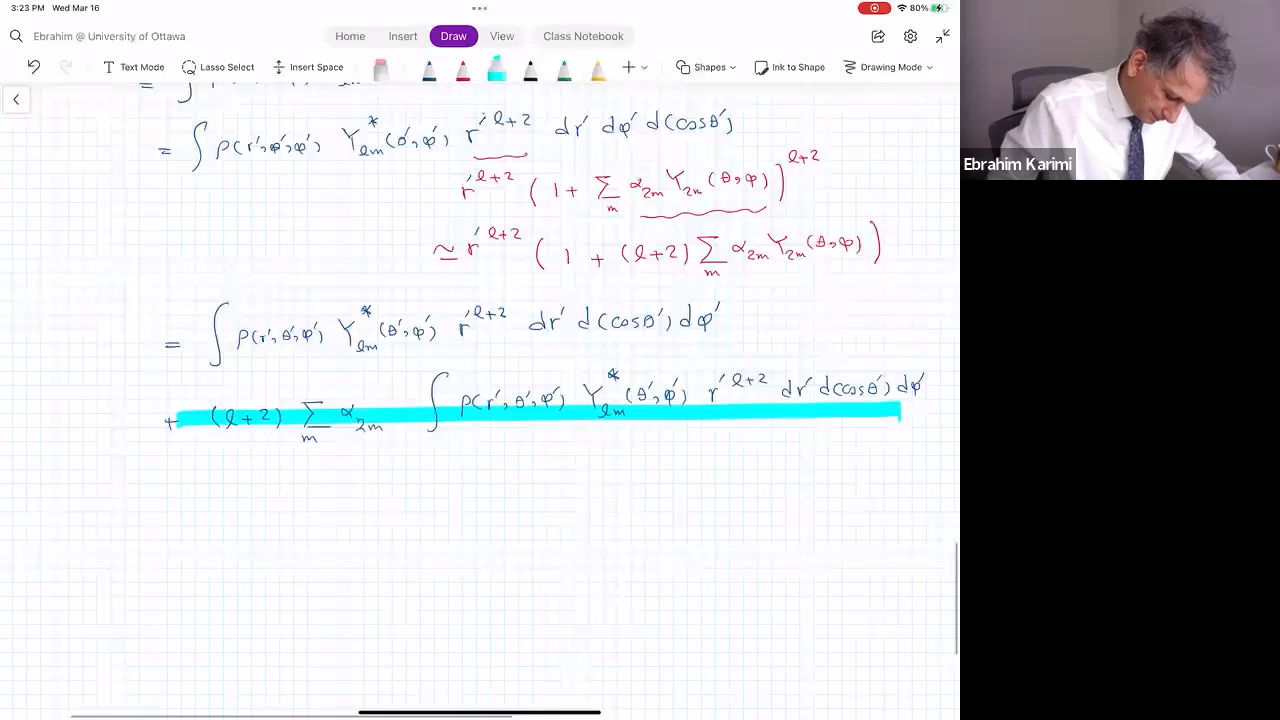 3:23 PM Wed Mar 16
80%
Ebrahim @ University of Ottawa
Home Insert Draw View Class Notebook
Text Mode Lasso Select Insert Space Shapes Ink to Shape Drawing Mode
= ∫ ρ(r',φ',φ') Y*ₗₘ(θ',φ') r'^(ℓ+2) dr' dφ' d(cosθ')
r'^(ℓ+2) (1 + Σₘ α₂ₘ Y₂ₘ(θ,φ))^(ℓ+2)
≃ r'^(ℓ+2) (1 + (ℓ+2) Σₘ α₂ₘ Y₂ₘ(θ,φ))
= ∫ ρ(r',θ',φ') Y*ₗₘ(θ',φ') r'^(ℓ+2) dr' d(cosθ') dφ'
+ (ℓ+2) Σₘ α₂ₘ ∫ ρ(r',θ',φ') Y*ₗₘ(θ',φ') r'^(ℓ+2) dr' d(cosθ') dφ'
Ebrahim Karimi